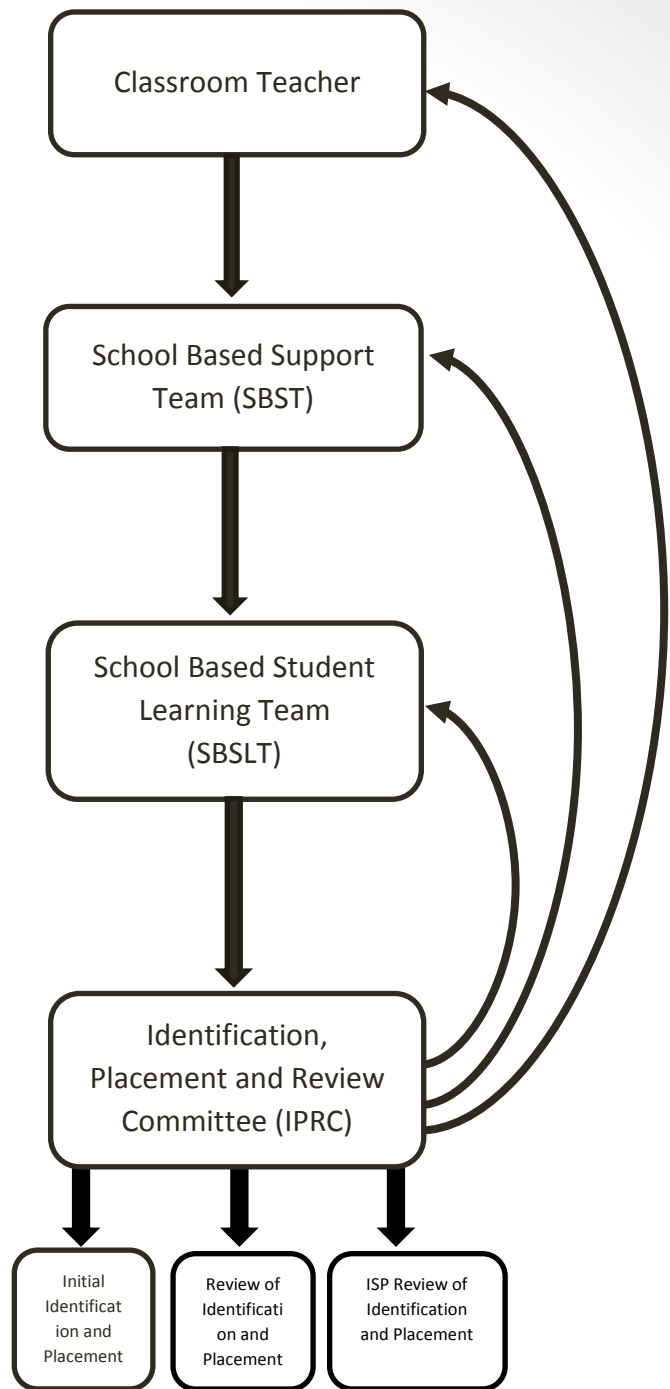 Classroom Teacher
School Based Support
Team (SBST)
School Based Student
Learning Team
(SBSLT)
Identification,
Placement and Review
Committee (IPRC)
Initial
Identificat
ion and
Placement
Review of
Identificati
on and
Placement
ISP Review of
Identification
and Placement